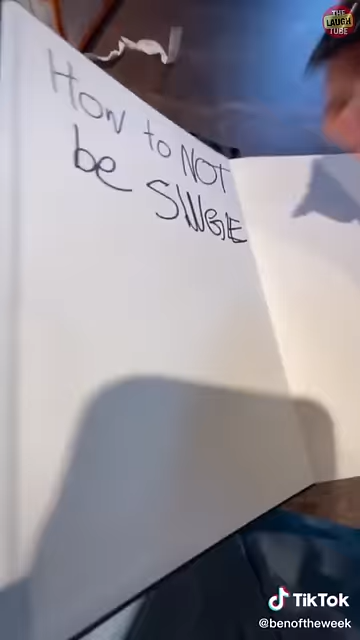 THE
LAUGH
TUBE
How to NOT
be SINGlE
TikTok
@benoftheweek